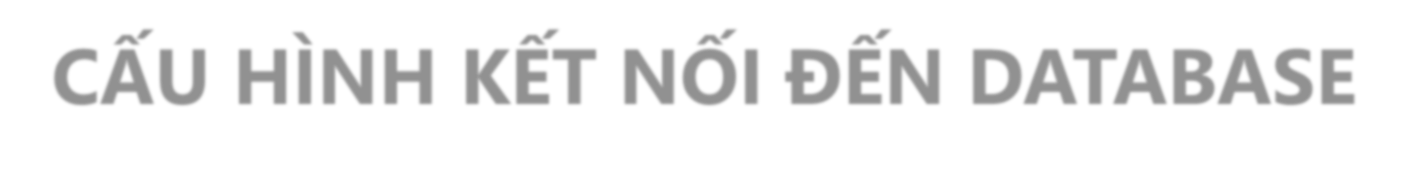 CẤU HÌNH KẾT NỐI ĐẾN DATABASE